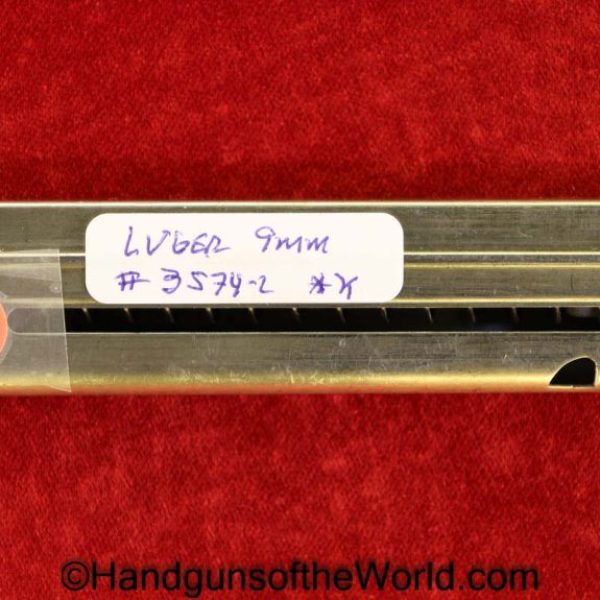 LUGER 9mm
# 3574-2 *K
©HandgunsoftheWorld.com